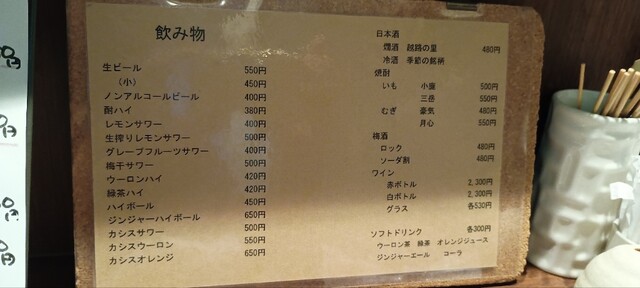 飲み物
生ビール 550円
（小） 450円
ノンアルコールビール 400円
酎ハイ 380円
レモンサワー 400円
生搾りレモンサワー 500円
グレープフルーツサワー 400円
梅干サワー 500円
ウーロンハイ 420円
緑茶ハイ 420円
ハイボール 450円
ジンジャーハイボール 650円
カシスサワー 500円
カシスウーロン 550円
カシスオレンジ 650円
日本酒
燗酒 越路の里 480円
冷酒 季節の銘柄
焼酎
いも 小鹿 500円
三岳 550円
むぎ 豪気 480円
月心 550円
梅酒
ロック 480円
ソーダ割 480円
ワイン
赤ボトル 2,300円
白ボトル 2,300円
グラス 各530円
ソフトドリンク 各300円
ウーロン茶 緑茶 オレンジジュース
ジンジャーエール コーラ